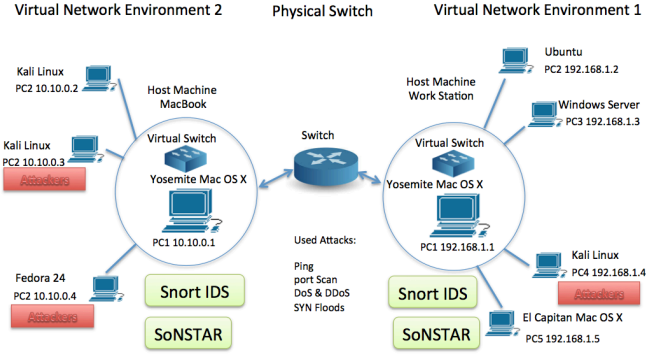 Virtual Network Environment 2
Physical Switch
Virtual Network Environment 1
Kali Linux
PC2 10.10.0.2
Host Machine
MacBook
Kali Linux
PC2 10.10.0.3
Attackers
Virtual Switch
Yosemite Mac OS X
PC1 10.10.0.1
Fedora 24
PC2 10.10.0.4
Attackers
Snort IDS
SoNSTAR
Switch
Used Attacks:
Ping
port Scan
DoS & DDoS
SYN Floods
Host Machine
Work Station
Ubuntu
PC2 192.168.1.2
Windows Server
PC3 192.168.1.3
Virtual Switch
Yosemite Mac OS X
PC1 192.168.1.1
Kali Linux
PC4 192.168.1.4
Attackers
Snort IDS
SoNSTAR
El Capitan Mac OS X
PC5 192.168.1.5